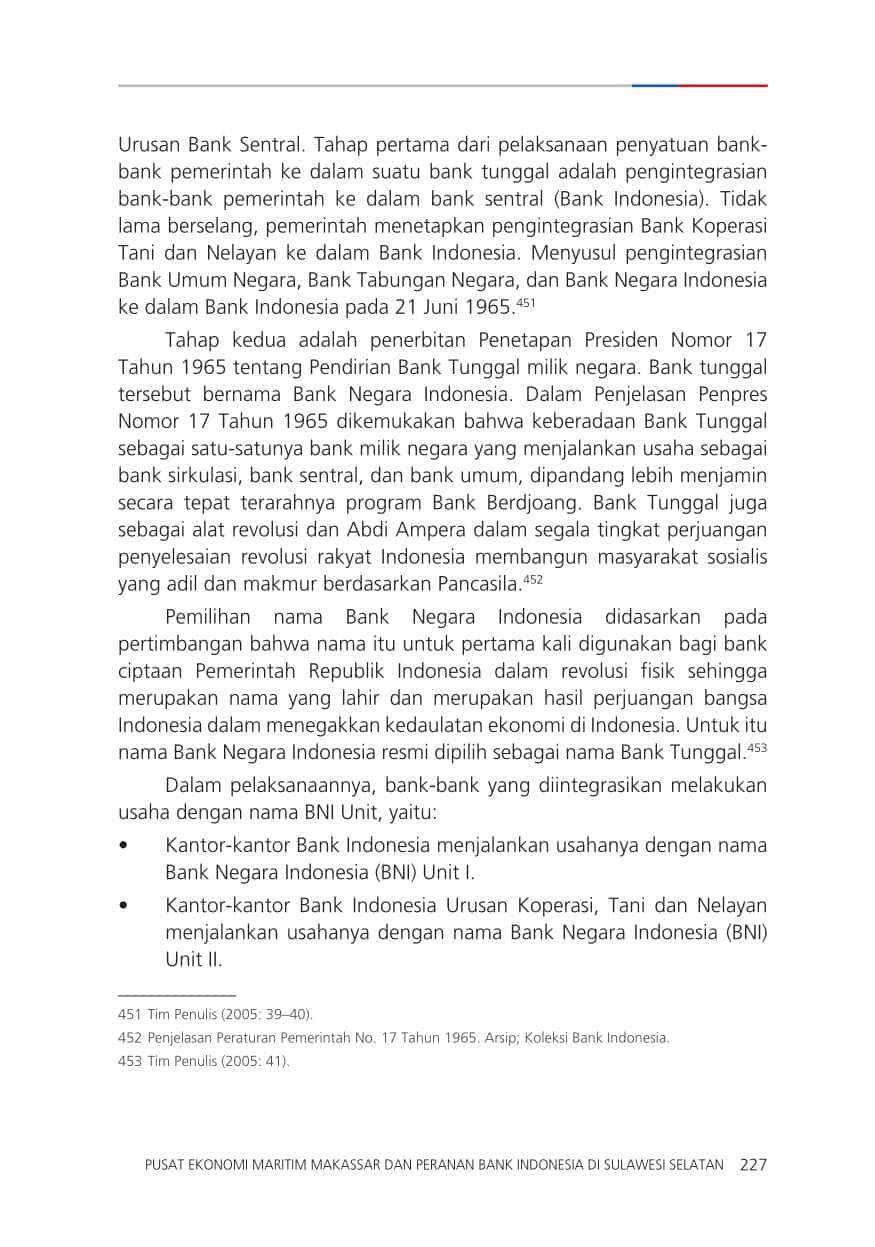 Urusan Bank Sentral. Tahap pertama dari pelaksanaan penyatuan bank-
bank pemerintah ke dalam suatu bank tunggal adalah pengintegrasian
bank-bank pemerintah ke dalam bank sentral (Bank Indonesia). Tidak
lama berselang, pemerintah menetapkan pengintegrasian Bank Koperasi
Tani dan Nelayan ke dalam Bank Indonesia. Menyusul pengintegrasian
Bank Umum Negara, Bank Tabungan Negara, dan Bank Negara Indonesia
ke dalam Bank Indonesia pada 21 Juni 1965.451
Tahap kedua adalah penerbitan Penetapan Presiden Nomor 17
Tahun 1965 tentang Pendirian Bank Tunggal milik negara. Bank tunggal
tersebut bernama Bank Negara Indonesia. Dalam Penjelasan Penpres
Nomor 17 Tahun 1965 dikemukakan bahwa keberadaan Bank Tunggal
sebagai satu-satunya bank milik negara yang menjalankan usaha sebagai
bank sirkulasi, bank sentral, dan bank umum, dipandang lebih menjamin
secara tepat terarahnya program Bank Berdjoang. Bank Tunggal juga
sebagai alat revolusi dan Abdi Ampera dalam segala tingkat perjuangan
penyelesaian revolusi rakyat Indonesia membangun masyarakat sosialis
yang adil dan makmur berdasarkan Pancasila.452
Pemilihan nama Bank Negara Indonesia didasarkan pada
pertimbangan bahwa nama itu untuk pertama kali digunakan bagi bank
ciptaan Pemerintah Republik Indonesia dalam revolusi fisik sehingga
merupakan nama yang lahir dan merupakan hasil perjuangan bangsa
Indonesia dalam menegakkan kedaulatan ekonomi di Indonesia. Untuk itu
nama Bank Negara Indonesia resmi dipilih sebagai nama Bank Tunggal.453
Dalam pelaksanaannya, bank-bank yang diintegrasikan melakukan
usaha dengan nama BNI Unit, yaitu:
• Kantor-kantor Bank Indonesia menjalankan usahanya dengan nama
Bank Negara Indonesia (BNI) Unit I.
• Kantor-kantor Bank Indonesia Urusan Koperasi, Tani dan Nelayan
menjalankan usahanya dengan nama Bank Negara Indonesia (BNI)
Unit II.
451 Tim Penulis (2005: 39–40).
452 Penjelasan Peraturan Pemerintah No. 17 Tahun 1965. Arsip; Koleksi Bank Indonesia.
453 Tim Penulis (2005: 41).
PUSAT EKONOMI MARITIM MAKASSAR DAN PERANAN BANK INDONESIA DI SULAWESI SELATAN 227